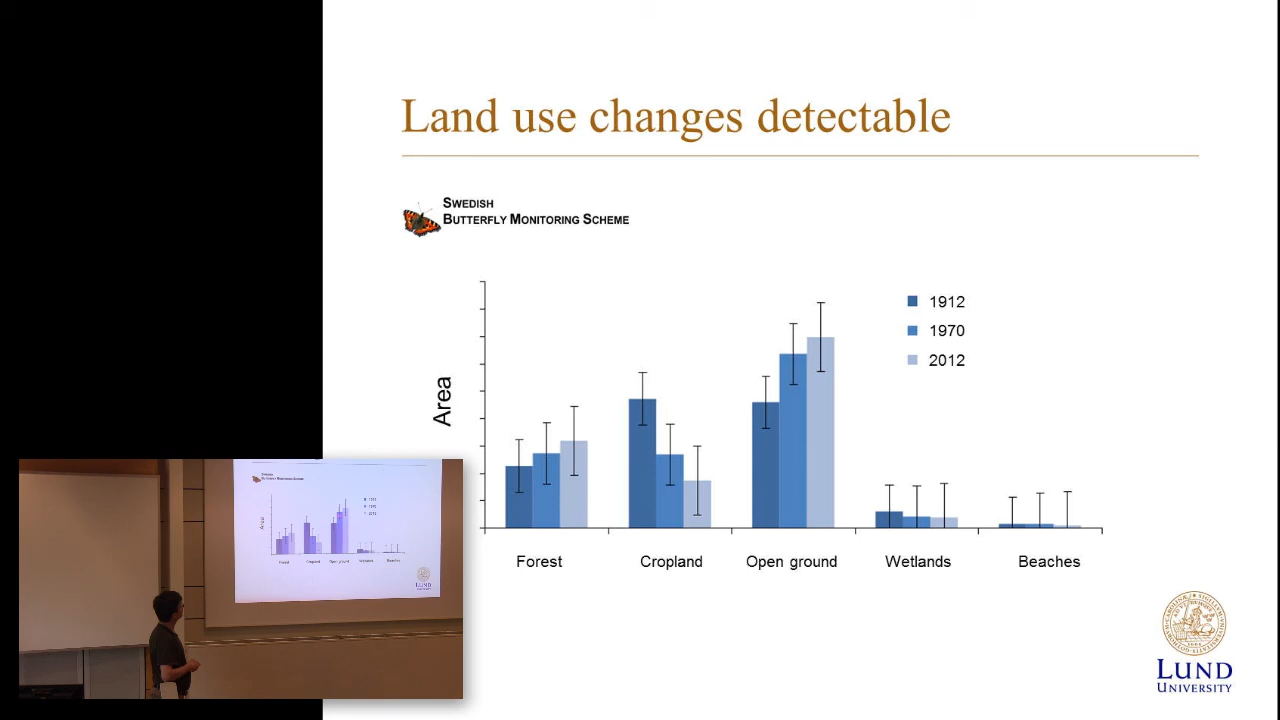 Land use changes detectable
SWEDISH
BUTTERFLY MONITORING SCHEME
Area
1912
1970
2012
Forest
Cropland
Open ground
Wetlands
Beaches
LUND
UNIVERSITY